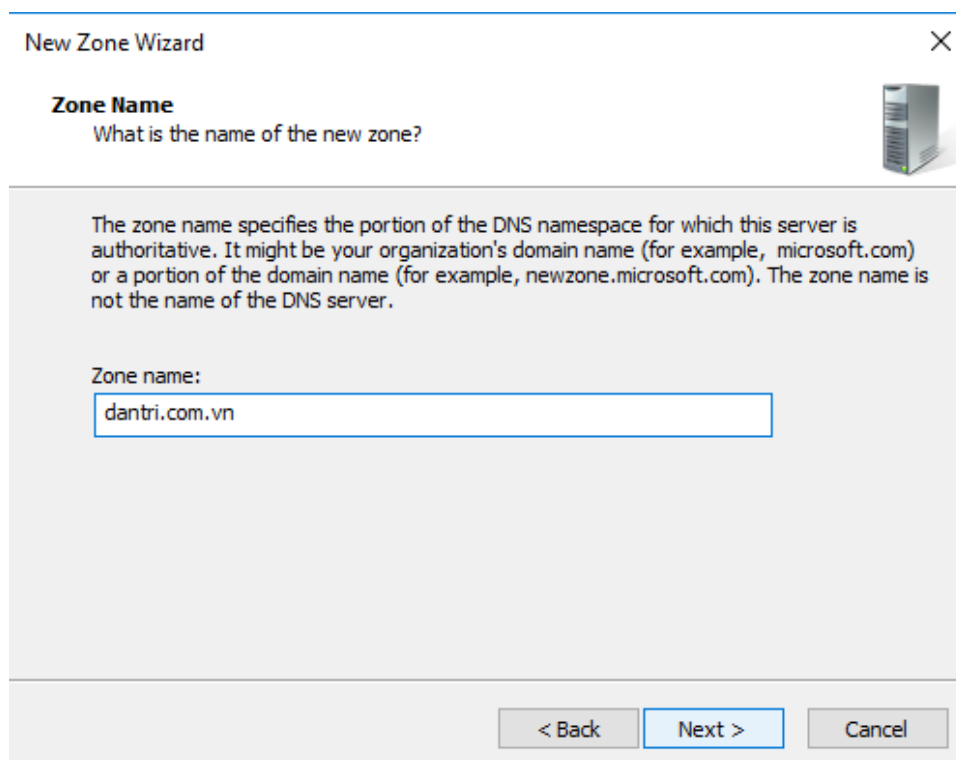 New Zone Wizard
Zone Name
What is the name of the new zone?
The zone name specifies the portion of the DNS namespace for which this server is
authoritative. It might be your organization's domain name (for example, microsoft.com)
or a portion of the domain name (for example, newzone.microsoft.com). The zone name is
not the name of the DNS server.
Zone name:
dantri.com.vn
< Back Next > Cancel